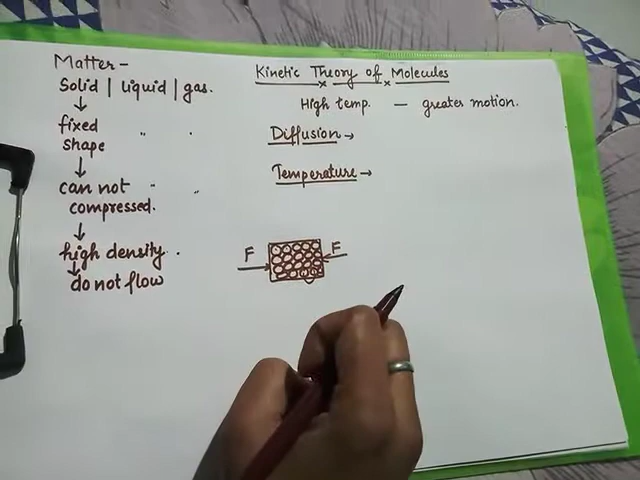 Matter -
Solid | liquid | gas.
↓
fixed " .
shape
↓
can not " "
compressed.
↓
high density .
↓
do not flow
Kinetic Theory of Molecules
High temp. — greater motion.
Diffusion →
Temperature →
F F